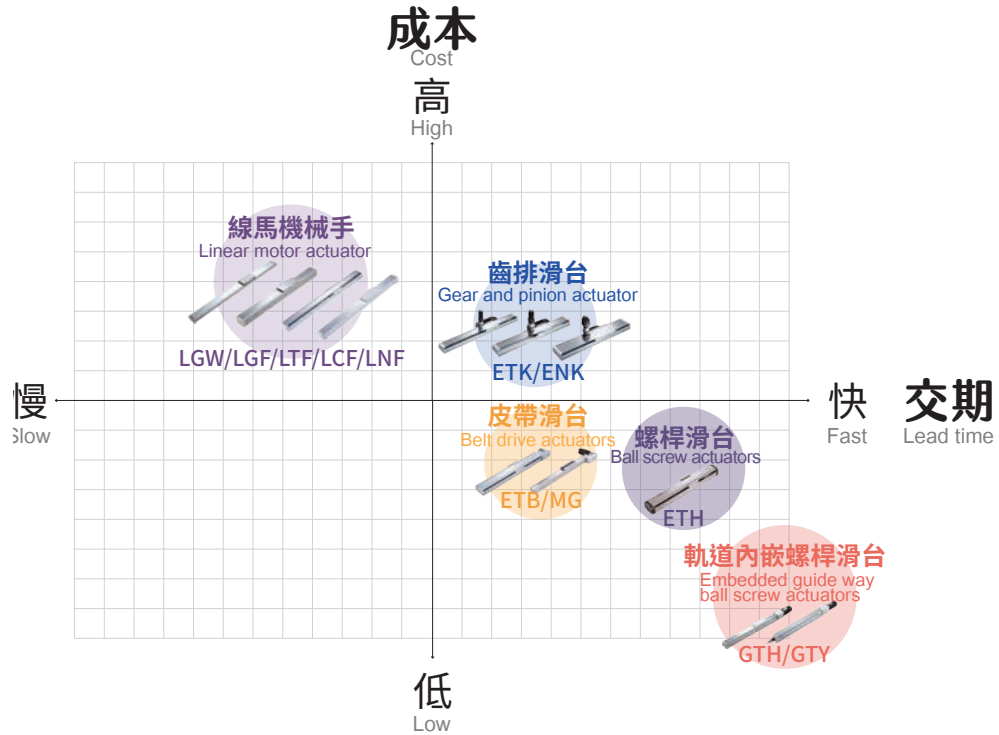 成本
Cost
高
High
線馬機械手
Linear motor actuator
LGW/LGF/LTF/LCF/LNF
齒排滑台
Gear and pinion actuator
ETK/ENK
慢
Slow
快
Fast
交期
Lead time
皮帶滑台
Belt drive actuators
ETB/MG
螺桿滑台
Ball screw actuators
ETH
軌道內嵌螺桿滑台
Embedded guide way
ball screw actuators
GTH/GTY
低
Low